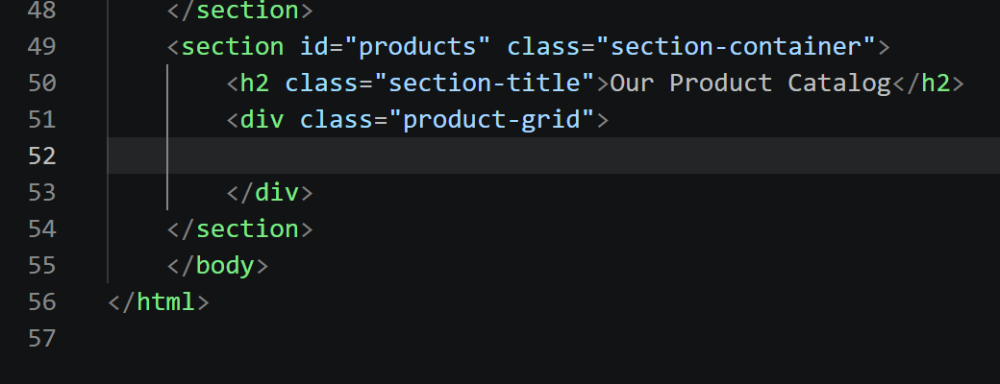 48 </section>
49 <section id="products" class="section-container">
50 <h2 class="section-title">Our Product Catalog</h2>
51 <div class="product-grid">
52
53 </div>
54 </section>
55 </body>
56 </html>
57